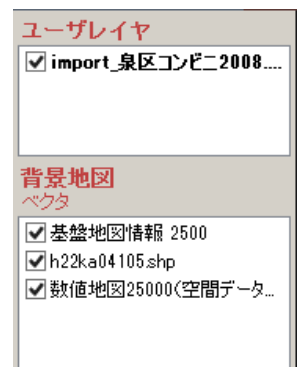 ユーザレイヤ
import_泉区コンビニ2008....
背景地図
ベクタ
基盤地図情報 2500
h22ka04105.shp
数値地図25000(空間データ...